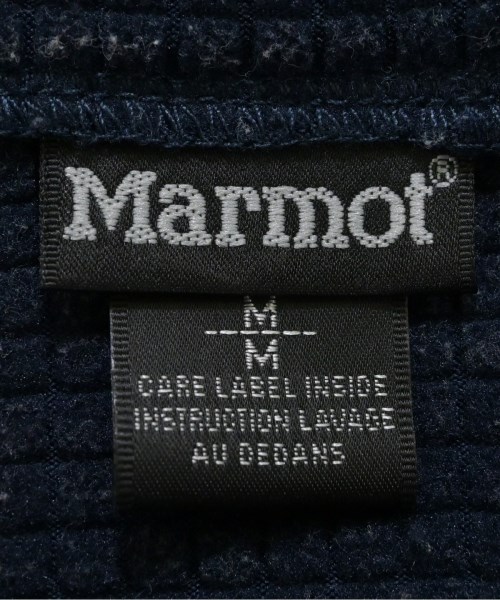 Marmot®
M
M
CARE LABEL INSIDE
INSTRUCTION LAVAGE
AU DEDANS